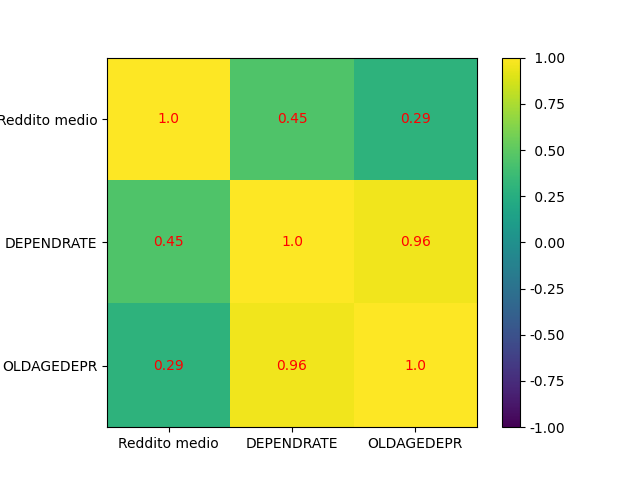 Reddito medio 1.0 0.45 0.29
DEPENDRATE 0.45 1.0 0.96
OLDAGEDEPR 0.29 0.96 1.0
Reddito medio DEPENDRATE OLDAGEDEPR
1.00
0.75
0.50
0.25
0.00
-0.25
-0.50
-0.75
-1.00